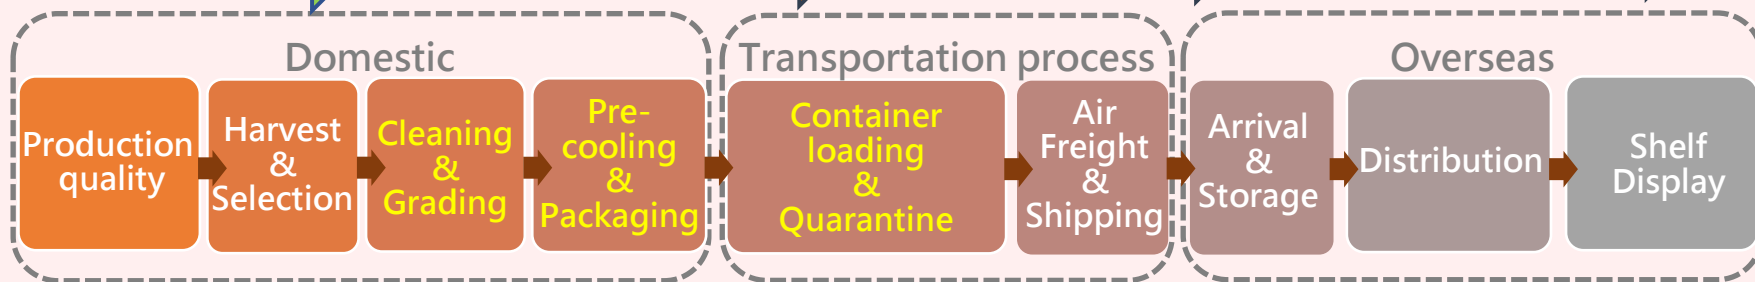 Domestic
Production
quality
Harvest
&
Selection
Cleaning
&
Grading
Pre-
cooling
&
Packaging
Transportation process
Container
loading
&
Quarantine
Air
Freight
&
Shipping
Overseas
Arrival
&
Storage
Distribution
Shelf
Display